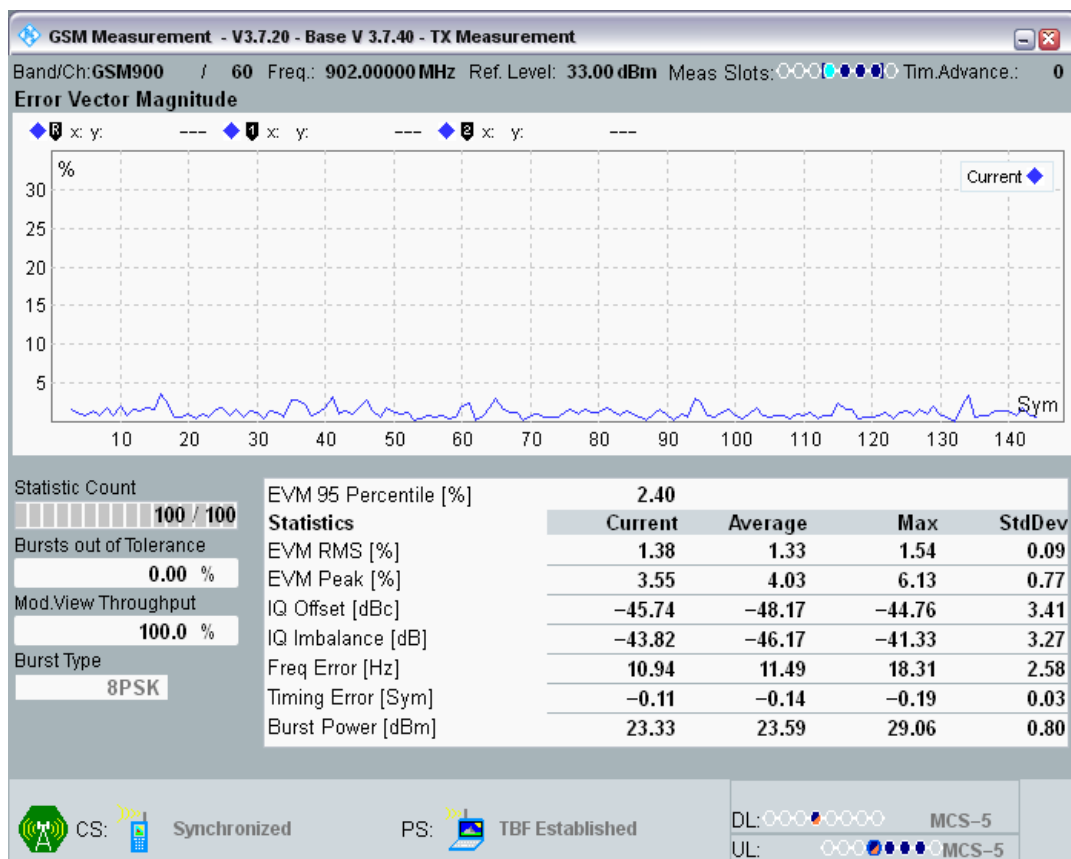 GSM Measurement - V3.7.20 - Base V 3.7.40 - TX Measurement
Band/Ch:GSM900 / 60 Freq.: 902.00000 MHz Ref. Level: 33.00 dBm Meas Slots: Tim.Advance.: 0
Error Vector Magnitude
R x: y: --- 1 x: y: --- 2 x: y: ---
%
Current
30
25
20
15
10
5
Sym
10 20 30 40 50 60 70 80 90 100 110 120 130 140
Statistic Count
100 / 100
Bursts out of Tolerance
0.00 %
Mod.View Throughput
100.0 %
Burst Type
8PSK
EVM 95 Percentile [%] 2.40
Statistics Current Average Max StdDev
EVM RMS [%] 1.38 1.33 1.54 0.09
EVM Peak [%] 3.55 4.03 6.13 0.77
IQ Offset [dBc] −45.74 −48.17 −44.76 3.41
IQ Imbalance [dB] −43.82 −46.17 −41.33 3.27
Freq Error [Hz] 10.94 11.49 18.31 2.58
Timing Error [Sym] −0.11 −0.14 −0.19 0.03
Burst Power [dBm] 23.33 23.59 29.06 0.80
CS: Synchronized PS: TBF Established
DL: MCS−5
UL: MCS−5